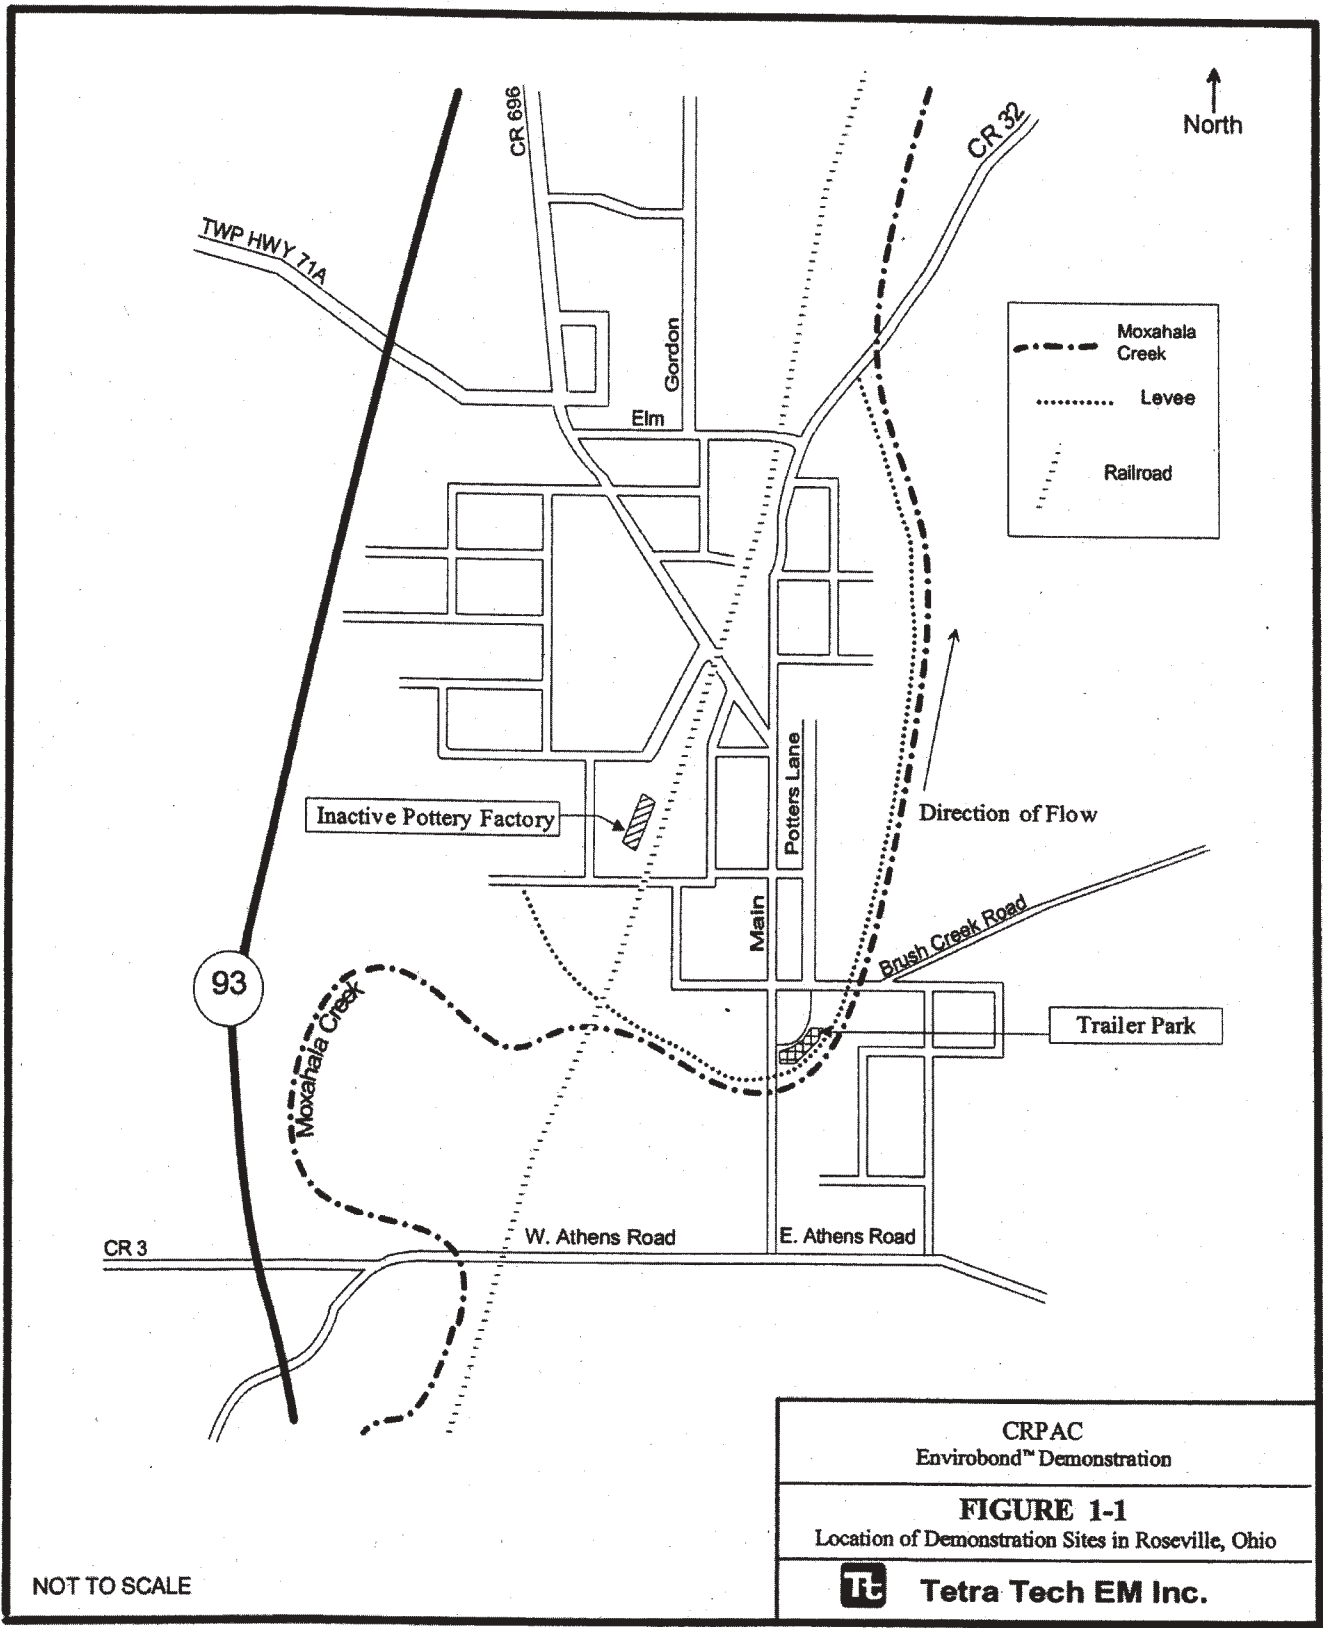 CR 696
CR 32
North
TWP HWY 71A
Gordon
Elm
Moxahala
Creek
Levee
Railroad
Potters Lane
Inactive Pottery Factory
Direction of Flow
Main
Brush Creek Road
93
Moxahala Creek
Trailer Park
W. Athens Road
E. Athens Road
CR 3
CRPAC
Envirobond™ Demonstration
FIGURE 1-1
Location of Demonstration Sites in Roseville, Ohio
NOT TO SCALE
Tt
Tetra Tech EM Inc.